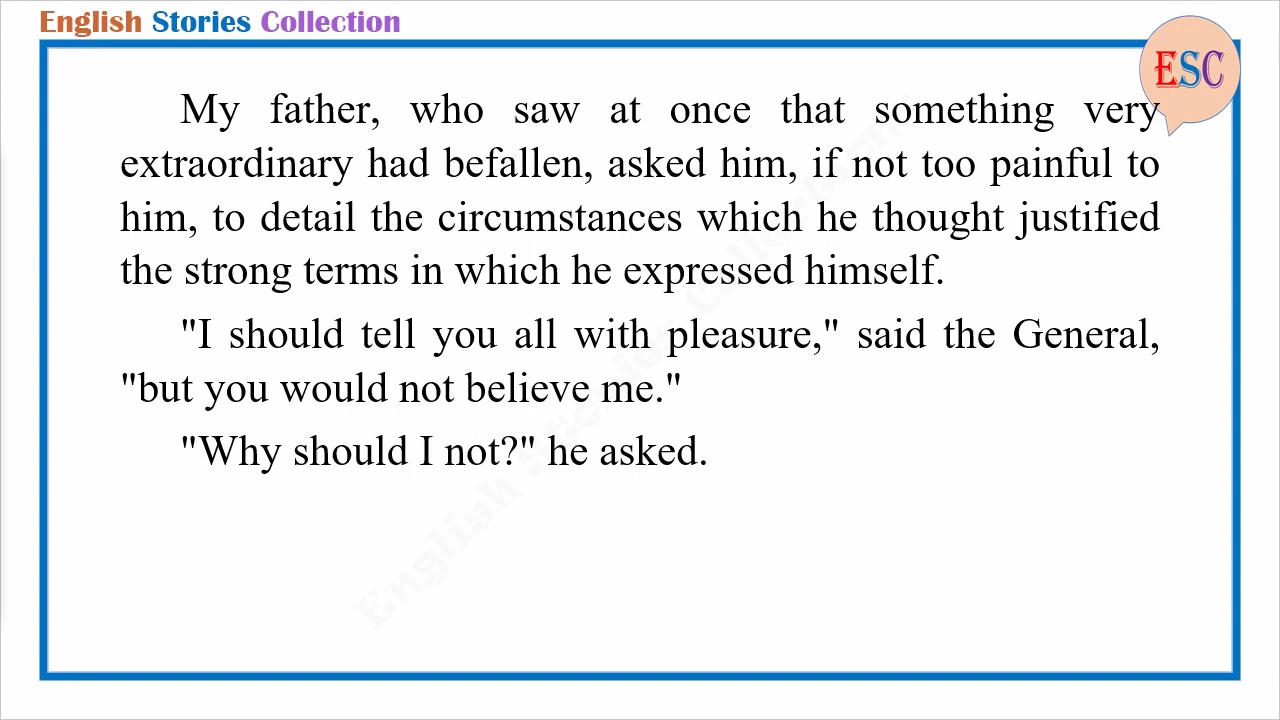 English Stories Collection
ESC
My father, who saw at once that something very
extraordinary had befallen, asked him, if not too painful to
him, to detail the circumstances which he thought justified
the strong terms in which he expressed himself.
"I should tell you all with pleasure," said the General,
"but you would not believe me."
"Why should I not?" he asked.
English Stories Collection